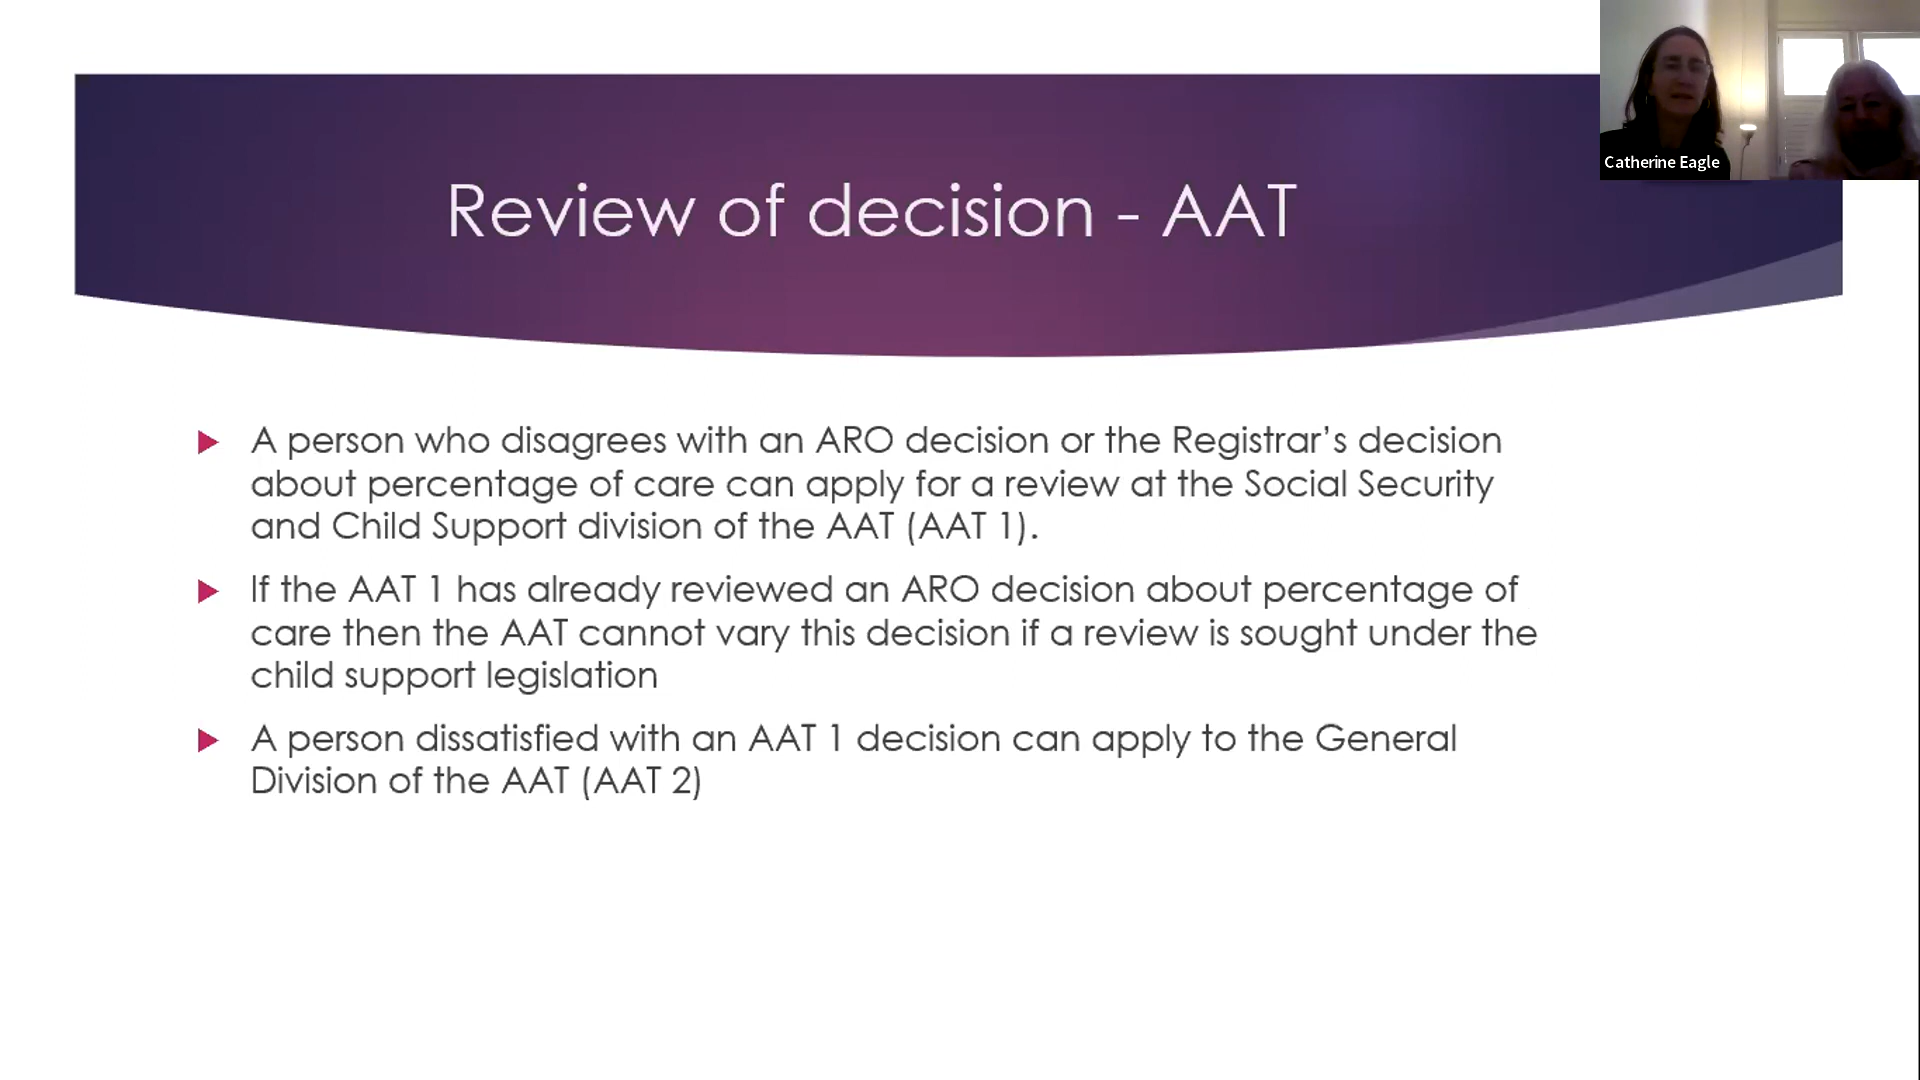 Catherine Eagle
Review of decision - AAT
A person who disagrees with an ARO decision or the Registrar’s decision
about percentage of care can apply for a review at the Social Security
and Child Support division of the AAT (AAT 1).
If the AAT 1 has already reviewed an ARO decision about percentage of
care then the AAT cannot vary this decision if a review is sought under the
child support legislation
A person dissatisfied with an AAT 1 decision can apply to the General
Division of the AAT (AAT 2)